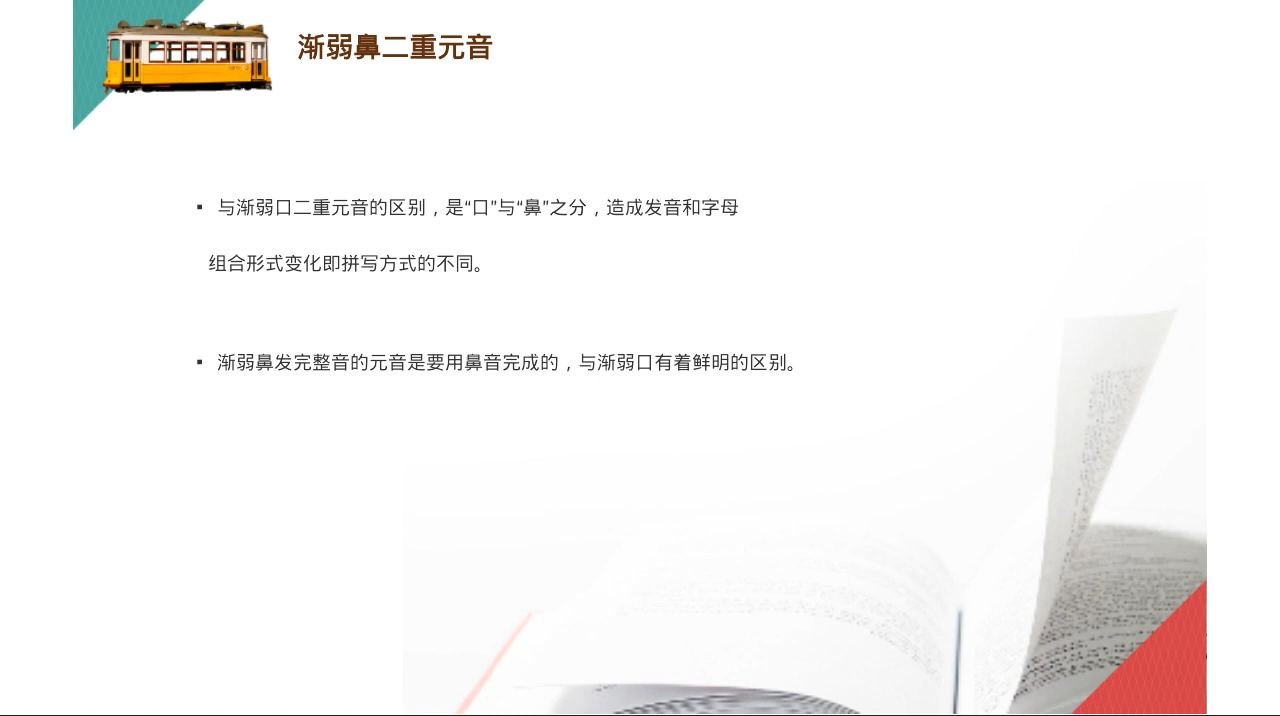 渐弱鼻二重元音
▪ 与渐弱口二重元音的区别，是“口”与“鼻”之分，造成发音和字母
组合形式变化即拼写方式的不同。
▪ 渐弱鼻发完整音的元音是要用鼻音完成的，与渐弱口有着鲜明的区别。